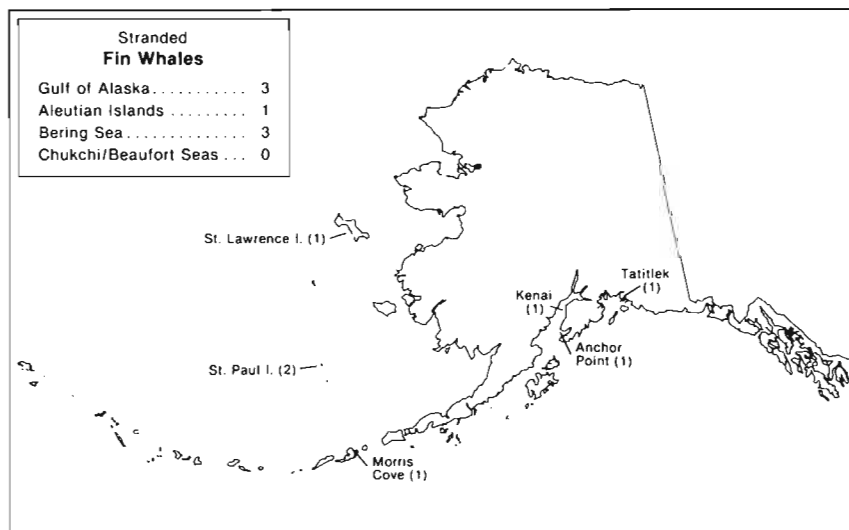 Stranded
Fin Whales
Gulf of Alaska........... 3
Aleutian Islands ......... 1
Bering Sea.............. 3
Chukchi/Beaufort Seas ... 0
St. Lawrence I. (1)
Tatitlek
(1)
Kenai
(1)
Anchor
Point (1)
St. Paul I. (2)
Morris
Cove (1)